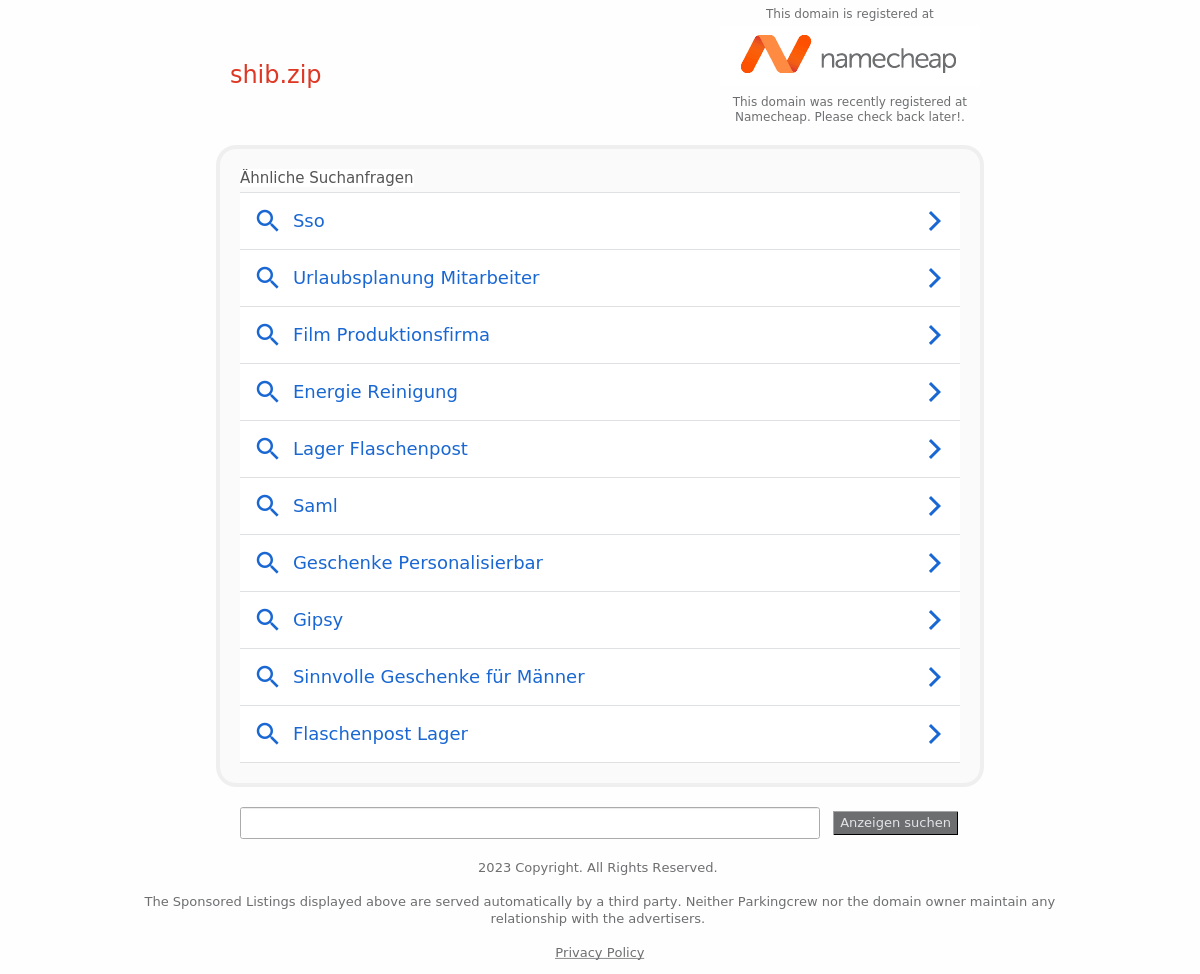 This domain is registered at
namecheap
shib.zip
This domain was recently registered at
Namecheap. Please check back later!.
Ähnliche Suchanfragen
Sso
Urlaubsplanung Mitarbeiter
Film Produktionsfirma
Energie Reinigung
Lager Flaschenpost
Saml
Geschenke Personalisierbar
Gipsy
Sinnvolle Geschenke für Männer
Flaschenpost Lager
Anzeigen suchen
2023 Copyright. All Rights Reserved.
The Sponsored Listings displayed above are served automatically by a third party. Neither Parkingcrew nor the domain owner maintain any
relationship with the advertisers.
Privacy Policy